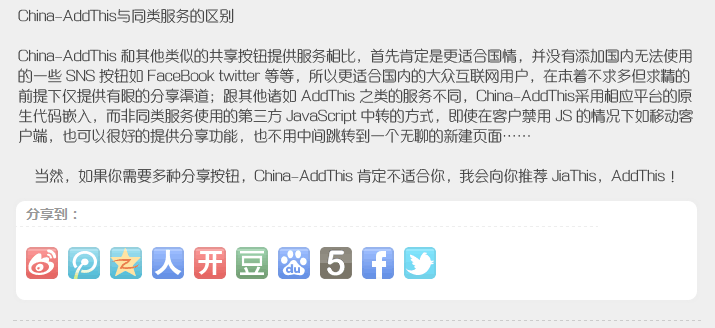 China-AddThis与同类服务的区别
China-AddThis 和其他类似的共享按钮提供服务相比，首先肯定是更适合国情，并没有添加国内无法使用
的一些 SNS 按钮如 FaceBook twitter 等等，所以更适合国内的大众互联网用户，在本着不求多但求精的
前提下仅提供有限的分享渠道；跟其他诸如 AddThis 之类的服务不同，China-AddThis采用相应平台的原
生代码嵌入，而非同类服务使用的第三方 JavaScript 中转的方式，即使在客户禁用 JS 的情况下如移动客
户端，也可以很好的提供分享功能，也不用中间跳转到一个无聊的新建页面……
当然，如果你需要多种分享按钮，China-AddThis 肯定不适合你，我会向你推荐 JiaThis，AddThis！
分享到：
人 开 豆 du 5 f